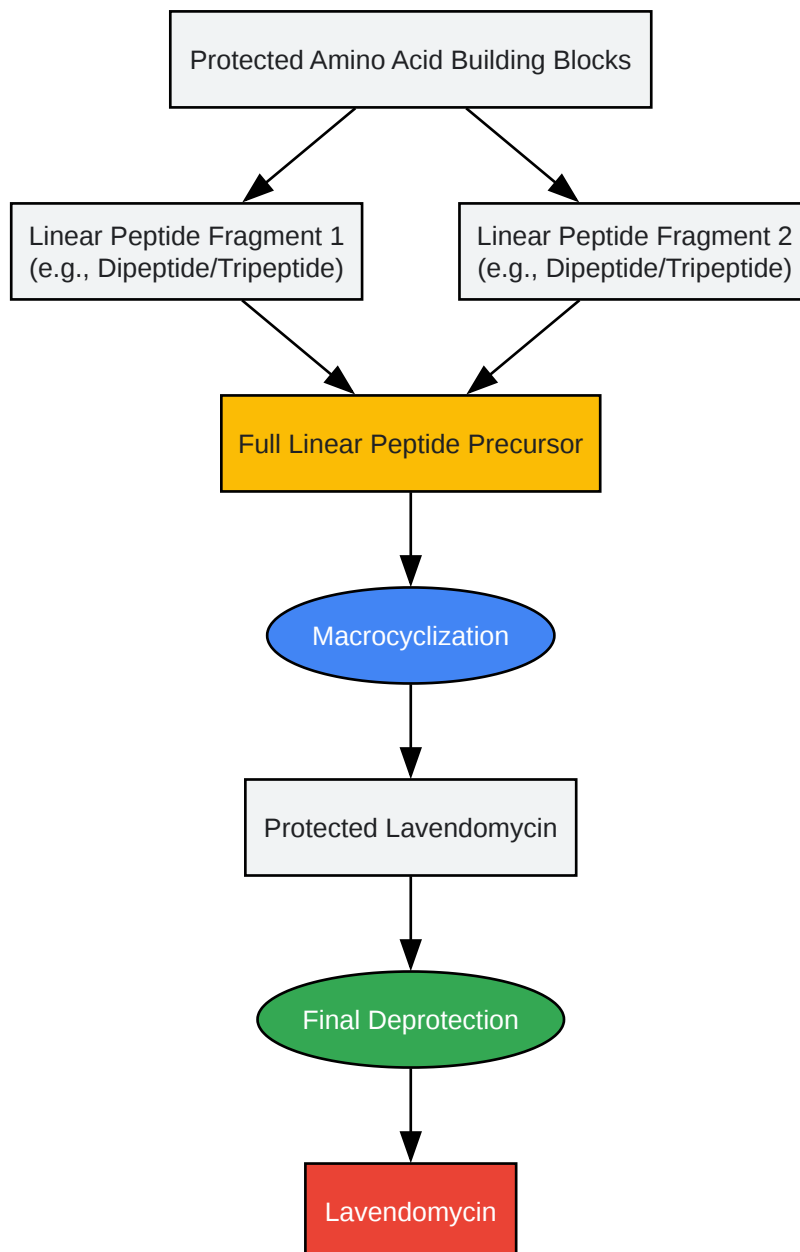 Protected Amino Acid Building Blocks
Linear Peptide Fragment 1
(e.g., Dipeptide/Tripeptide)
Linear Peptide Fragment 2
(e.g., Dipeptide/Tripeptide)
Full Linear Peptide Precursor
Macrocyclization
Protected Lavendomycin
Final Deprotection
Lavendomycin